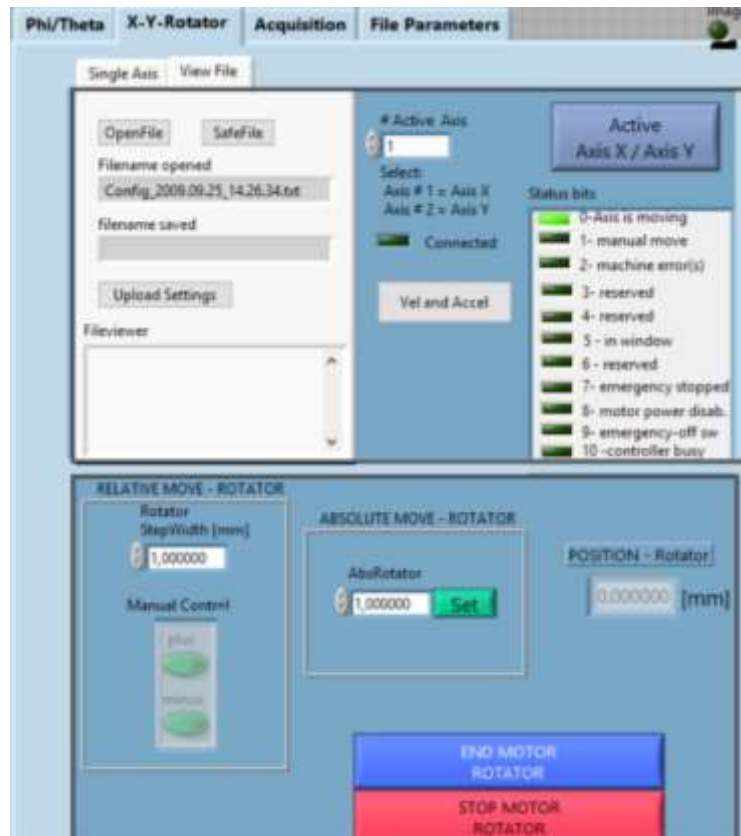 Phi/Theta X-Y-Rotator Acquisition File Parameters
Single Axis View File
OpenFile SafeFile
Filename opened
Config_2009.09.25_14.26.34.txt
filename saved
Upload Settings
Fileviewer
# Active Axis
1
Select:
Axis # 1 = Axis X
Axis # 2 = Axis Y
Connected
Vel and Accel
Active
Axis X / Axis Y
Status bits
0-Axis is moving
1- manual move
2- machine error(s)
3- reserved
4- reserved
5 - in window
6 - reserved
7- emergency stopped
8- motor power disab.
9- emergency-off sw
10 -controller busy
RELATIVE MOVE - ROTATOR
Rotator
StepWidth [mm]
1,000000
Manual Control
plus
minus
ABSOLUTE MOVE - ROTATOR
AbsRotator
1,000000 Set
POSITION - Rotator
0,000000 [mm]
END MOTOR
ROTATOR
STOP MOTOR
ROTATOR